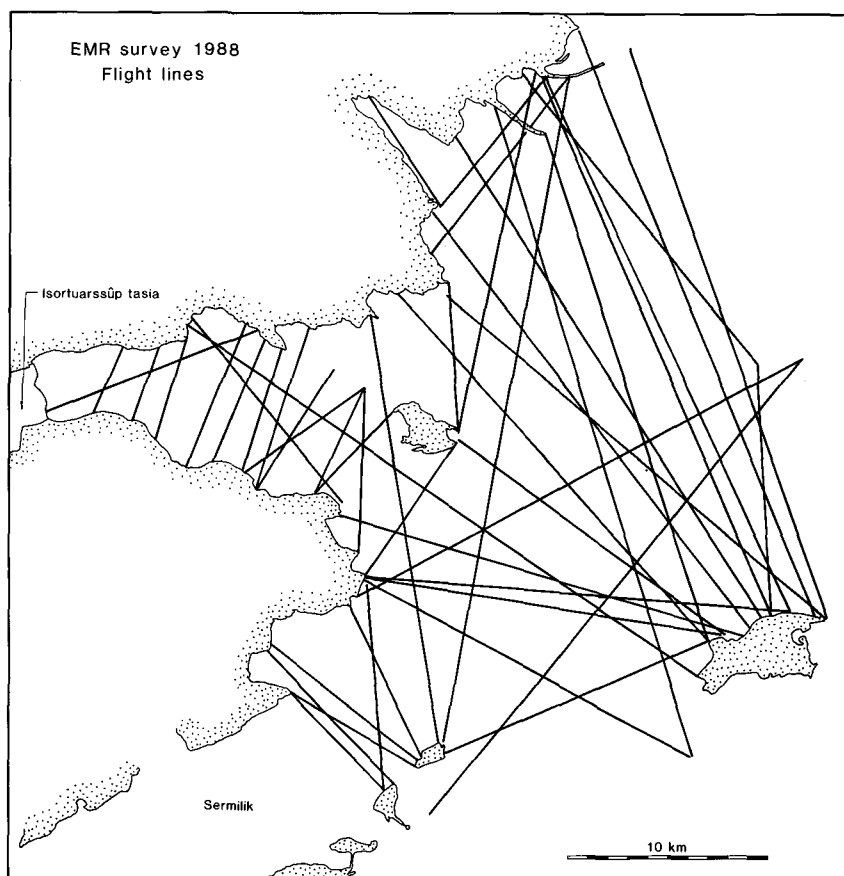 EMR survey 1988
Flight lines
Isortuarssûp tasia
Sermilik
10 km